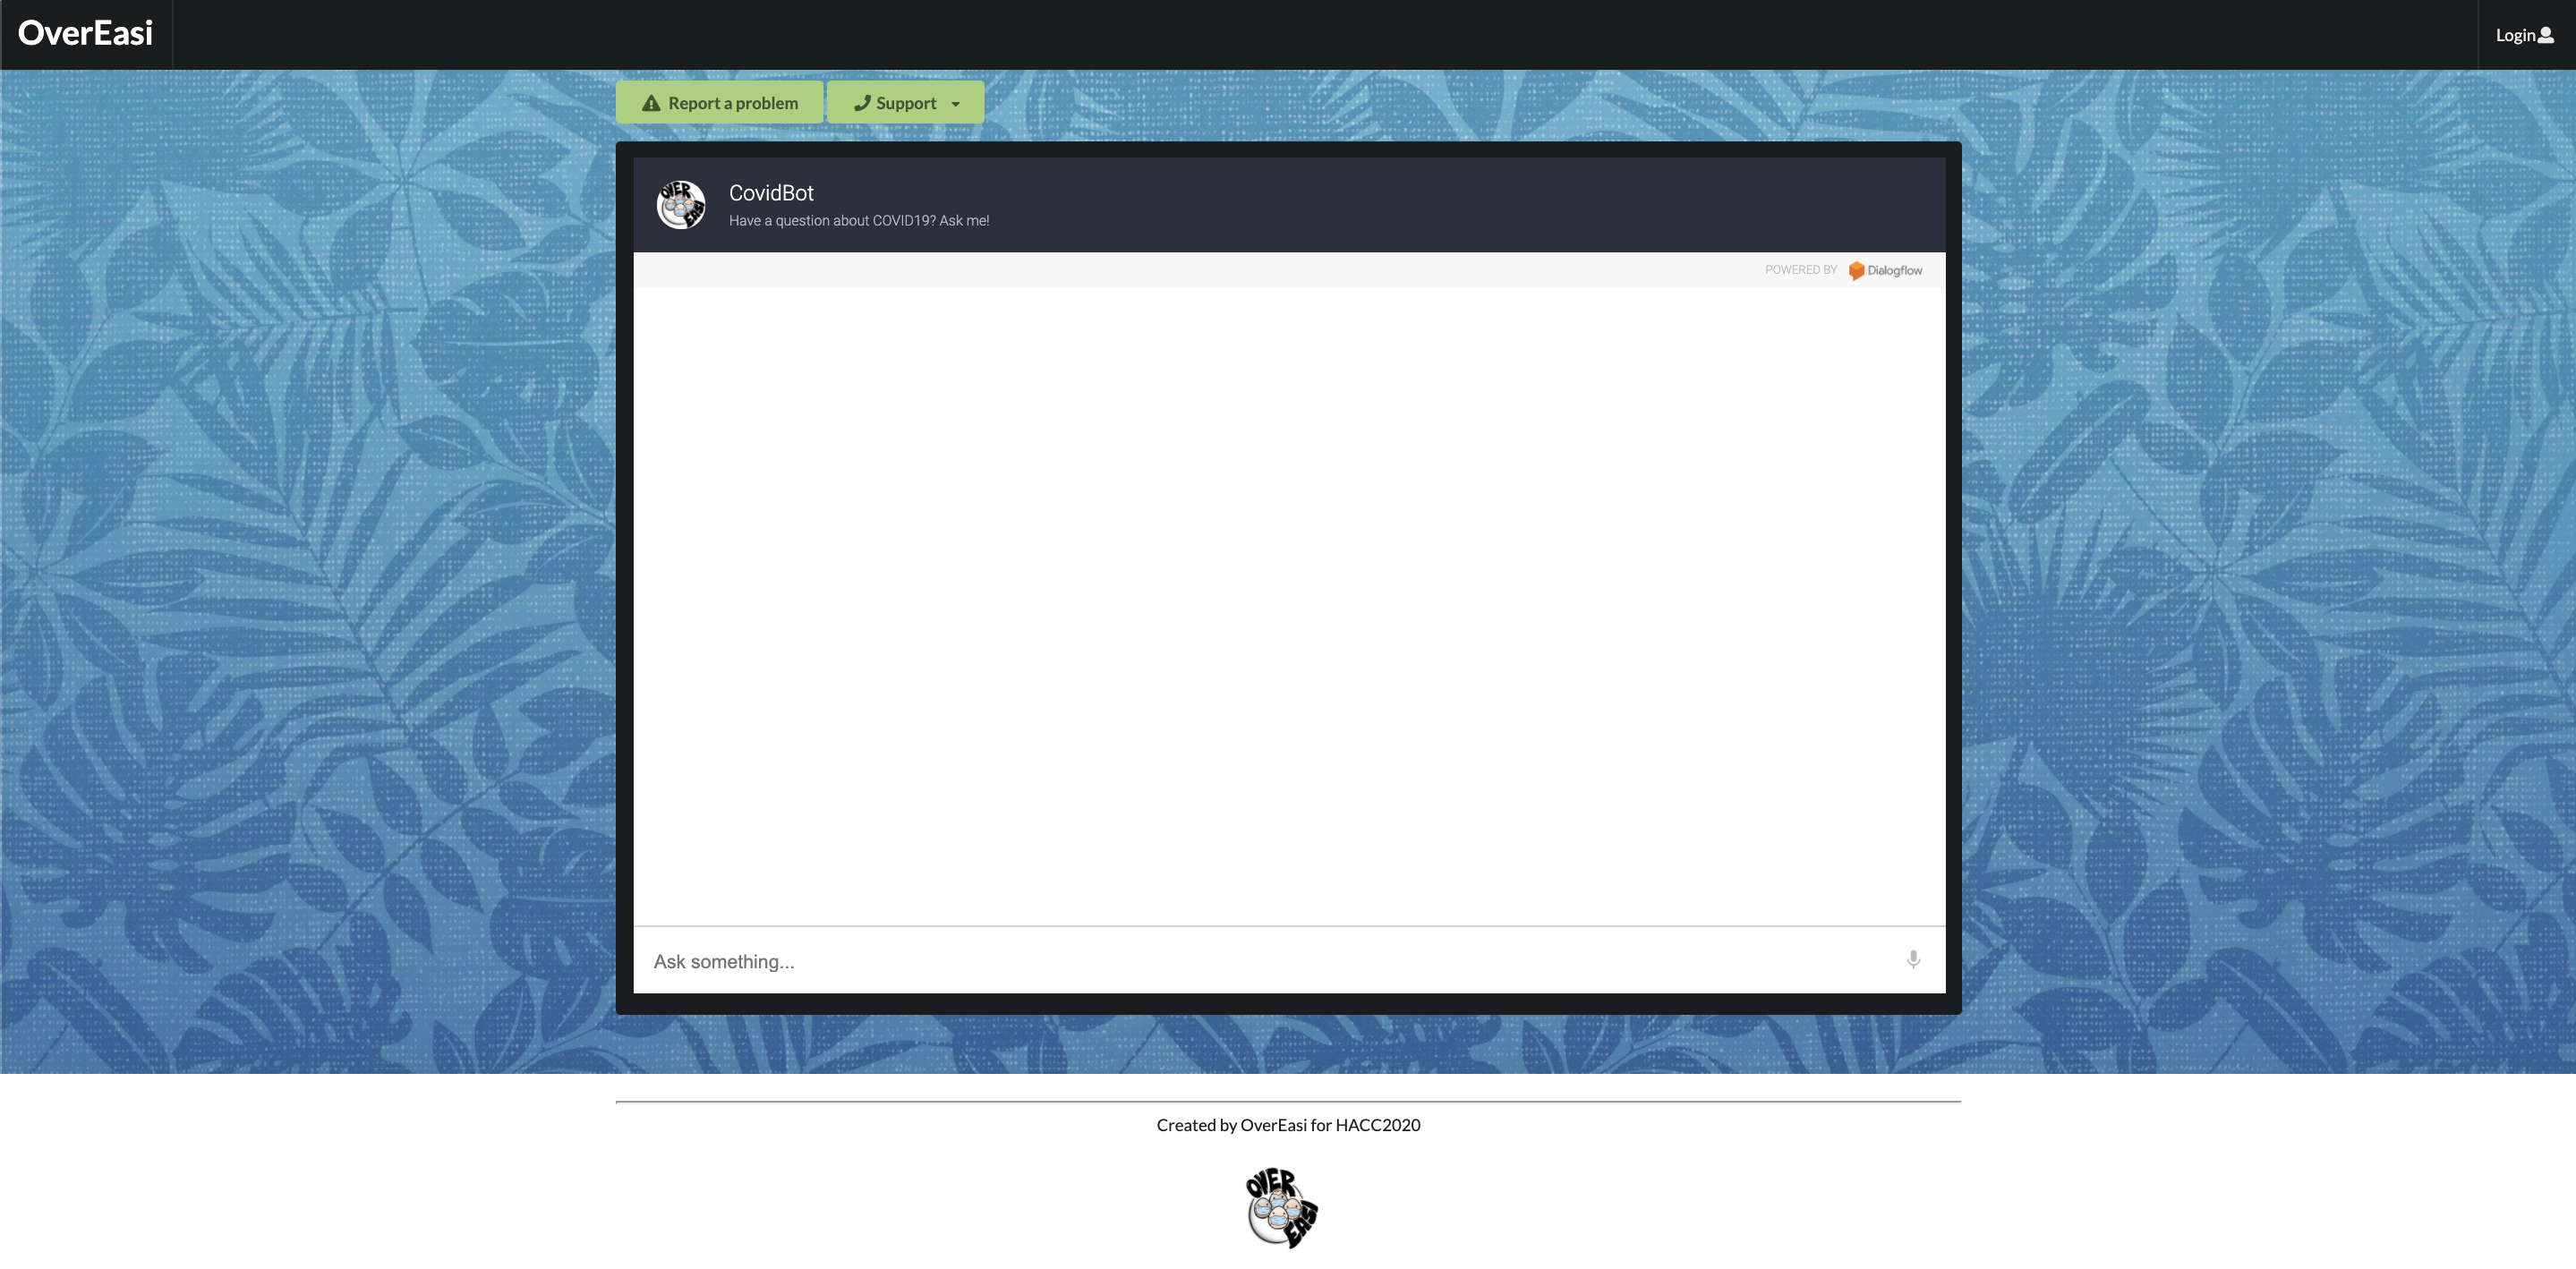 OverEasi
Login
Report a problem
Support
OVER EASI
CovidBot
Have a question about COVID19? Ask me!
POWERED BY Dialogflow
Ask something...
Created by OverEasi for HACC2020
OVER
EASI